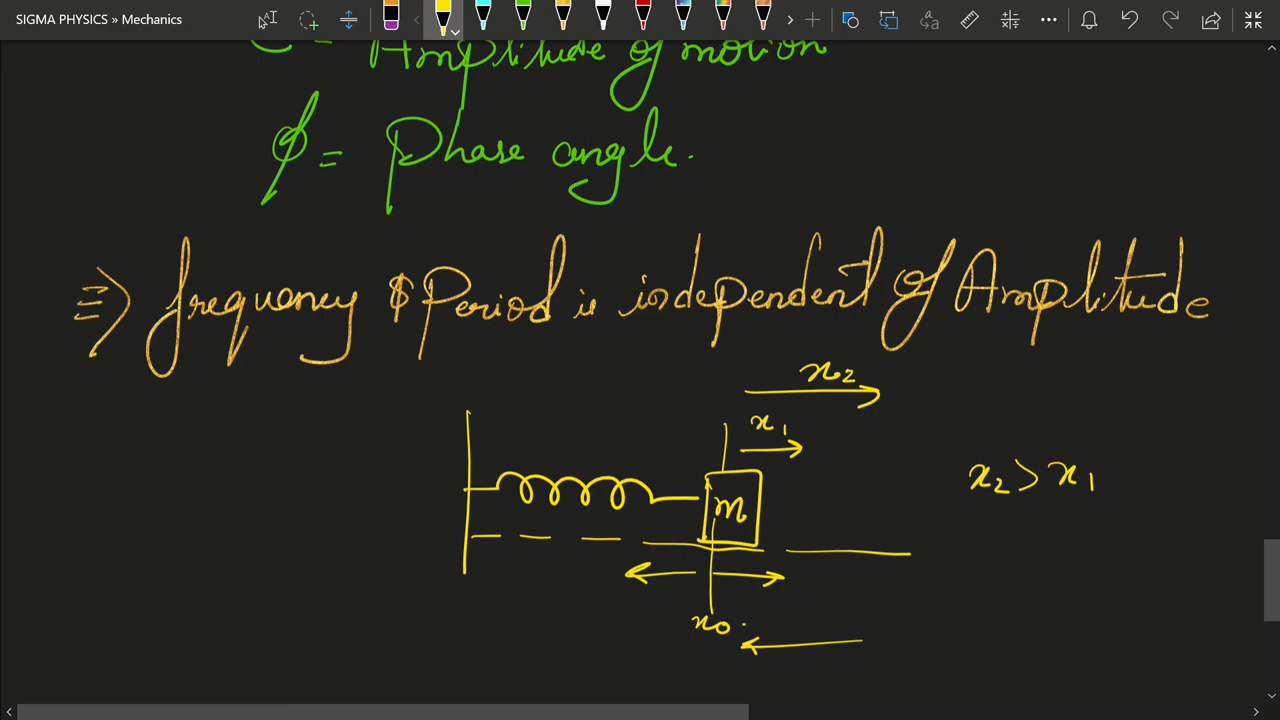 SIGMA PHYSICS » Mechanics
C = Amplitude of motion
φ = Phase angle.
⇒ frequency & Period is independent of Amplitude
x2
x1
x2 > x1
m
x0